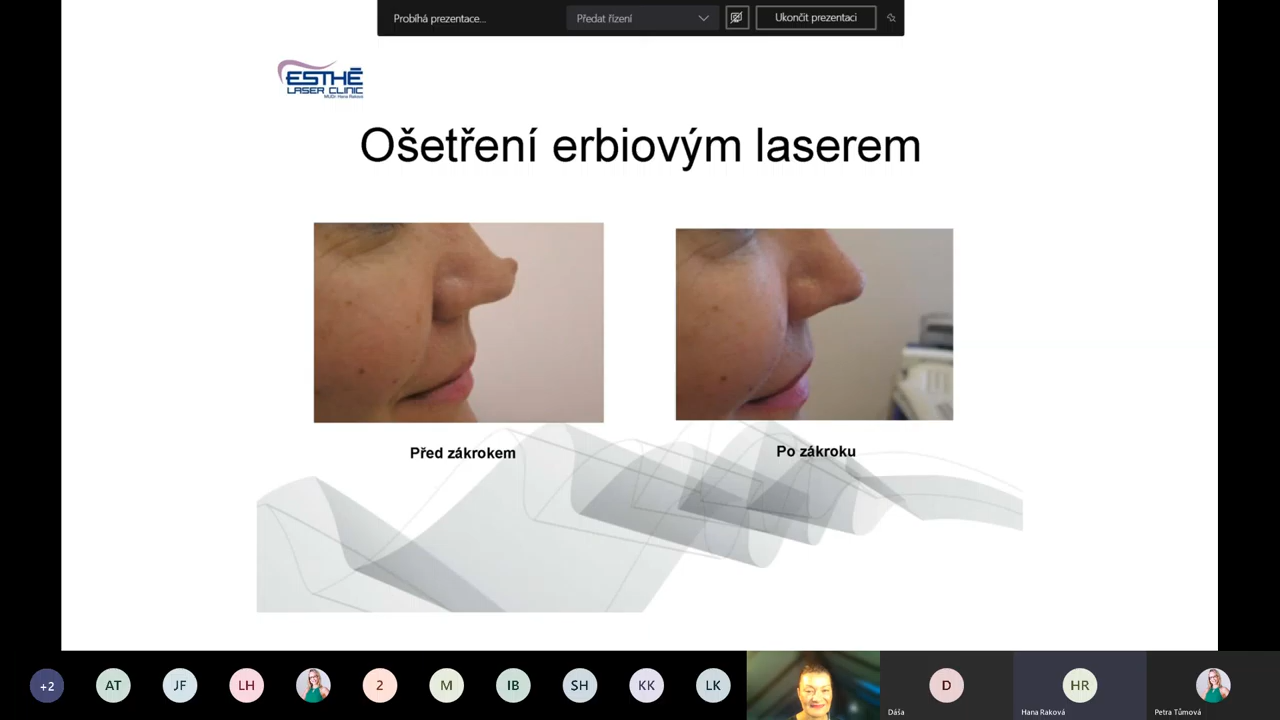 Probíhá prezentace...
Předat řízení
Ukončit prezentaci
ESTHĒ
LASER CLINIC
MUDr. Hana Raková
Ošetření erbiovým laserem
Před zákrokem
Po zákroku
+2
AT
JF
LH
2
M
IB
SH
KK
LK
D
HR
Dáša
Hana Raková
Petra Tůmová